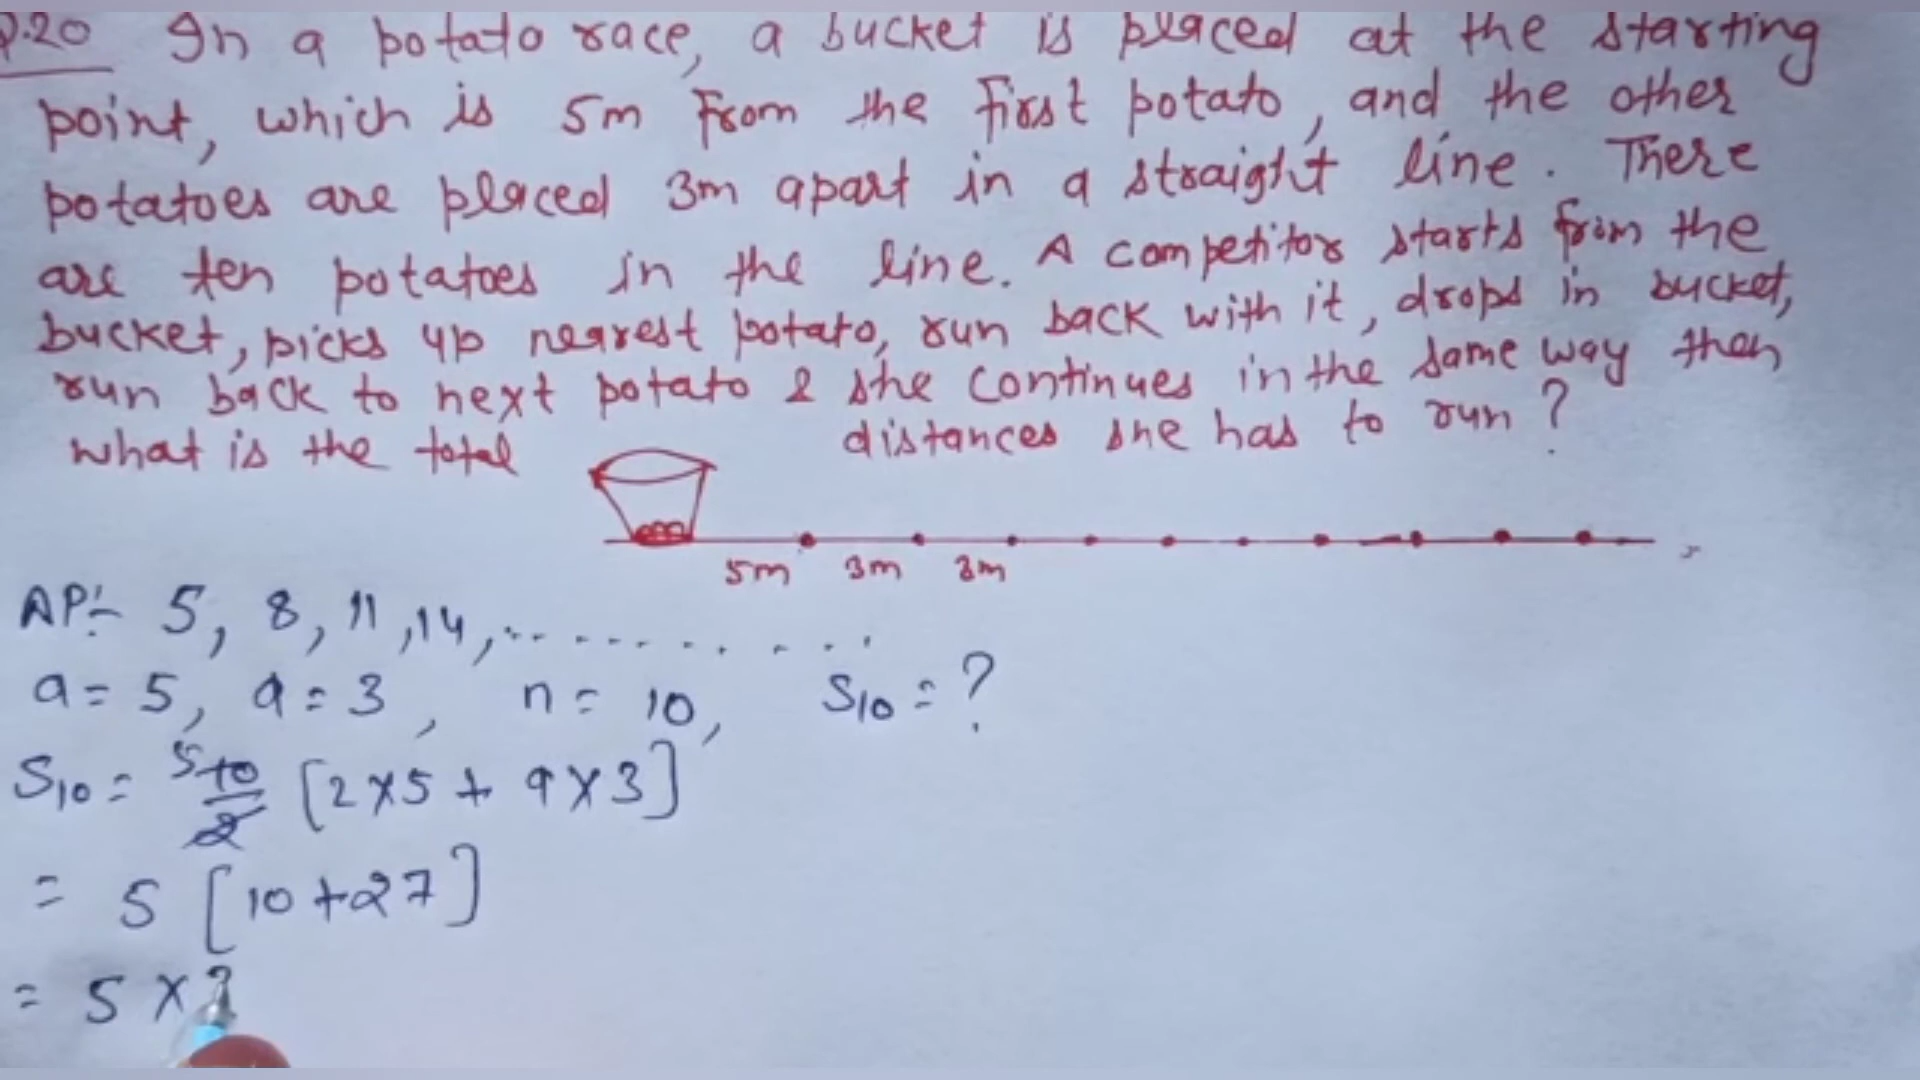 Q.20 In a potato race, a bucket is placed at the starting
point, which is 5m from the first potato, and the other
potatoes are placed 3m apart in a straight line. There
are ten potatoes in the line. A competitor starts from the
bucket, picks up nearest potato, run back with it, drops in bucket,
run back to next potato & she continues in the same way then
what is the total distances she has to run ?
5m 3m 3m
AP:- 5, 8, 11, 14, ............
a = 5, d = 3, n = 10, S10 = ?
S10 = 5 10/2 [2×5 + 9×3]
= 5 [10+27]
= 5 × 3